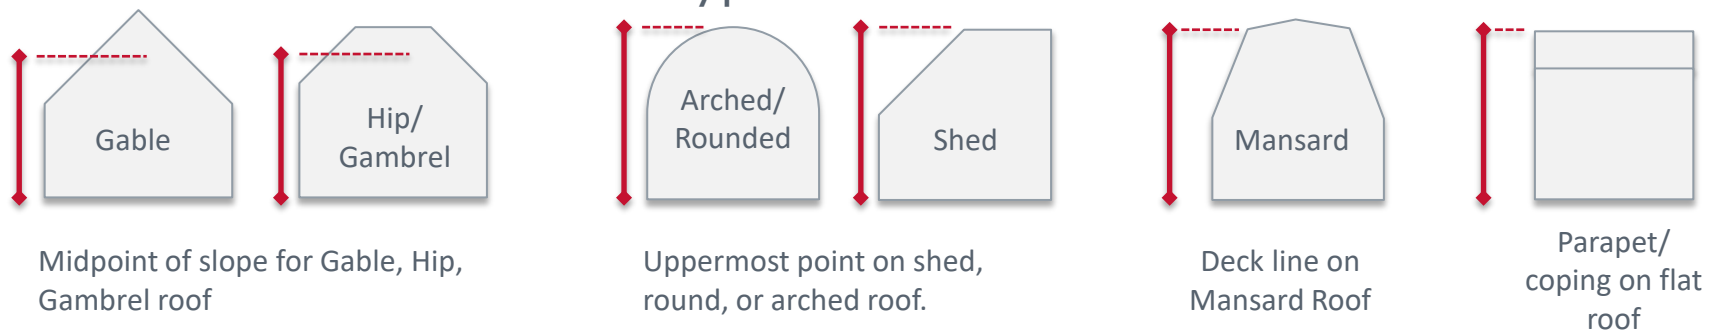 Gable
Hip/
Gambrel
Arched/
Rounded
Shed
Mansard
Midpoint of slope for Gable, Hip,
Gambrel roof
Uppermost point on shed,
round, or arched roof.
Deck line on
Mansard Roof
Parapet/
coping on flat
roof